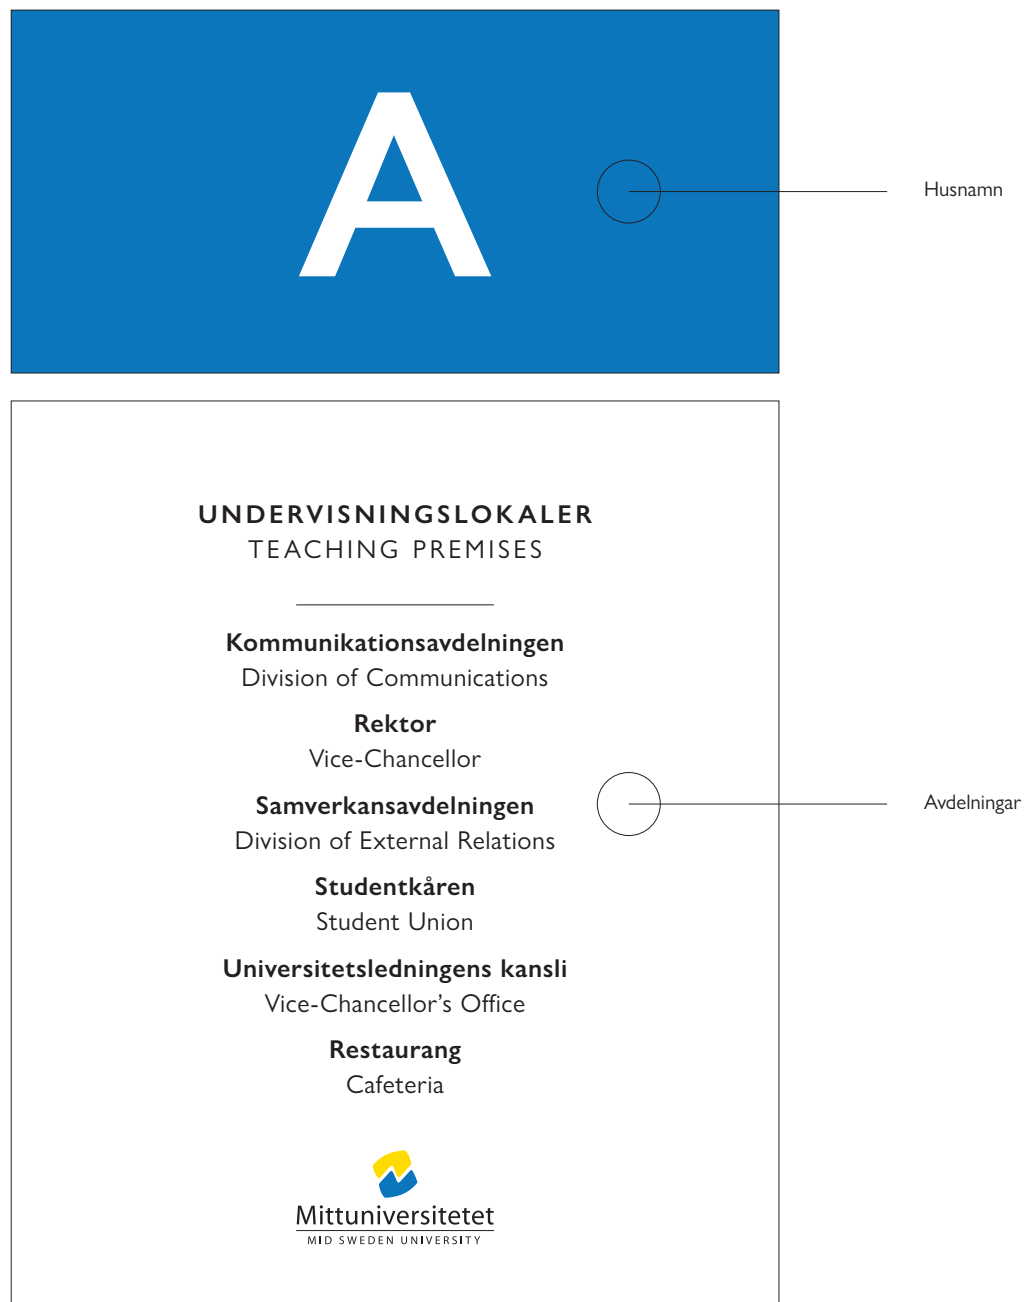 A
Husnamn
UNDERVISNINGSLOKALER
TEACHING PREMISES
Kommunikationsavdelningen
Division of Communications
Rektor
Vice-Chancellor
Samverkansavdelningen
Division of External Relations
Avdelningar
Studentkåren
Student Union
Universitetsledningens kansli
Vice-Chancellor’s Office
Restaurang
Cafeteria
Mittuniversitetet
MID SWEDEN UNIVERSITY